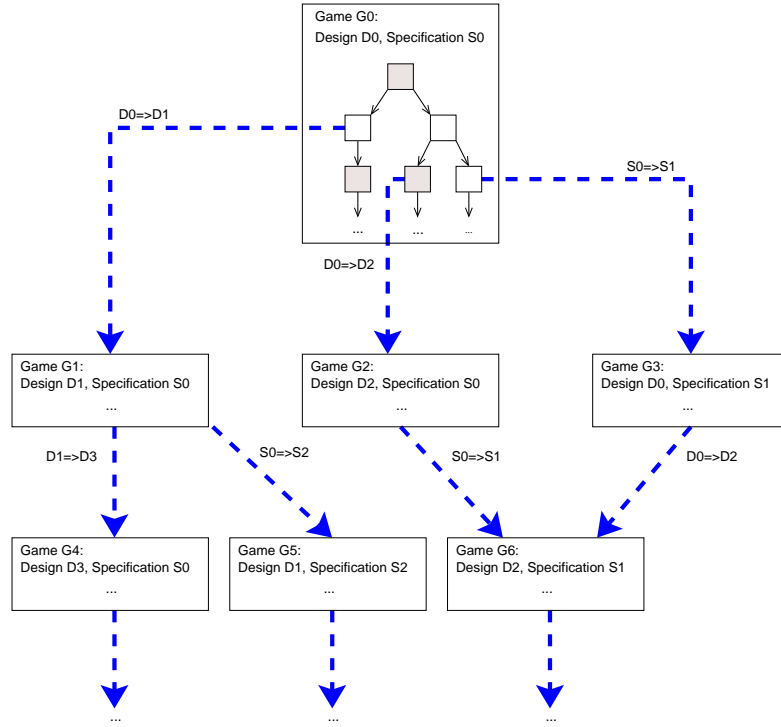 Game G0:
Design D0, Specification S0
D0=>D1
S0=>S1
...
...
...
D0=>D2
Game G1:
Design D1, Specification S0
...
Game G2:
Design D2, Specification S0
...
Game G3:
Design D0, Specification S1
...
D1=>D3
S0=>S2
S0=>S1
D0=>D2
Game G4:
Design D3, Specification S0
...
Game G5:
Design D1, Specification S2
...
Game G6:
Design D2, Specification S1
...
...
...
...